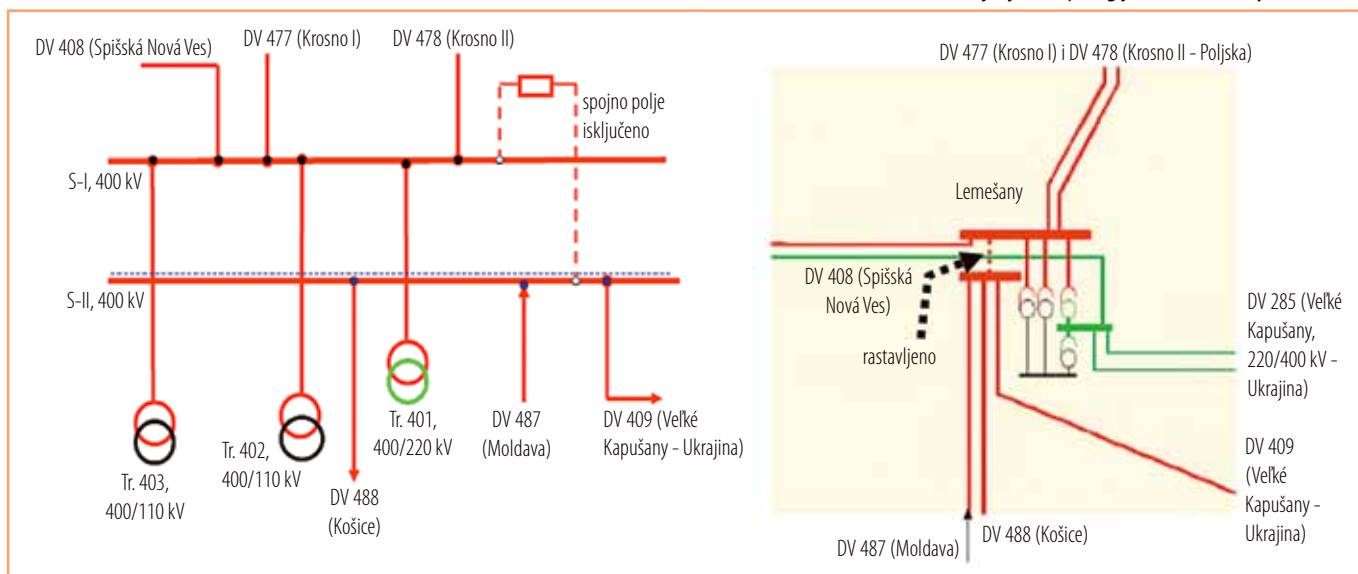 DV 408 (Spišská Nová Ves)
DV 477 (Krosno I)
DV 478 (Krosno II)
spojno polje
isključeno
S-I, 400 kV
S-II, 400 kV
Tr. 403,
400/110 kV
Tr. 402,
400/110 kV
DV 488
(Košice)
Tr. 401,
400/220 kV
DV 487
(Moldava)
DV 409 (Veľké
Kapušany - Ukrajina)
DV 477 (Krosno I) i DV 478 (Krosno II - Poljska)
Lemešany
DV 408 (Spišská
Nová Ves)
rastavljeno
DV 285 (Veľké
Kapušany,
220/400 kV -
Ukrajina)
DV 409
(Veľké
Kapušany -
Ukrajina)
DV 488 (Košice)
DV 487 (Moldava)